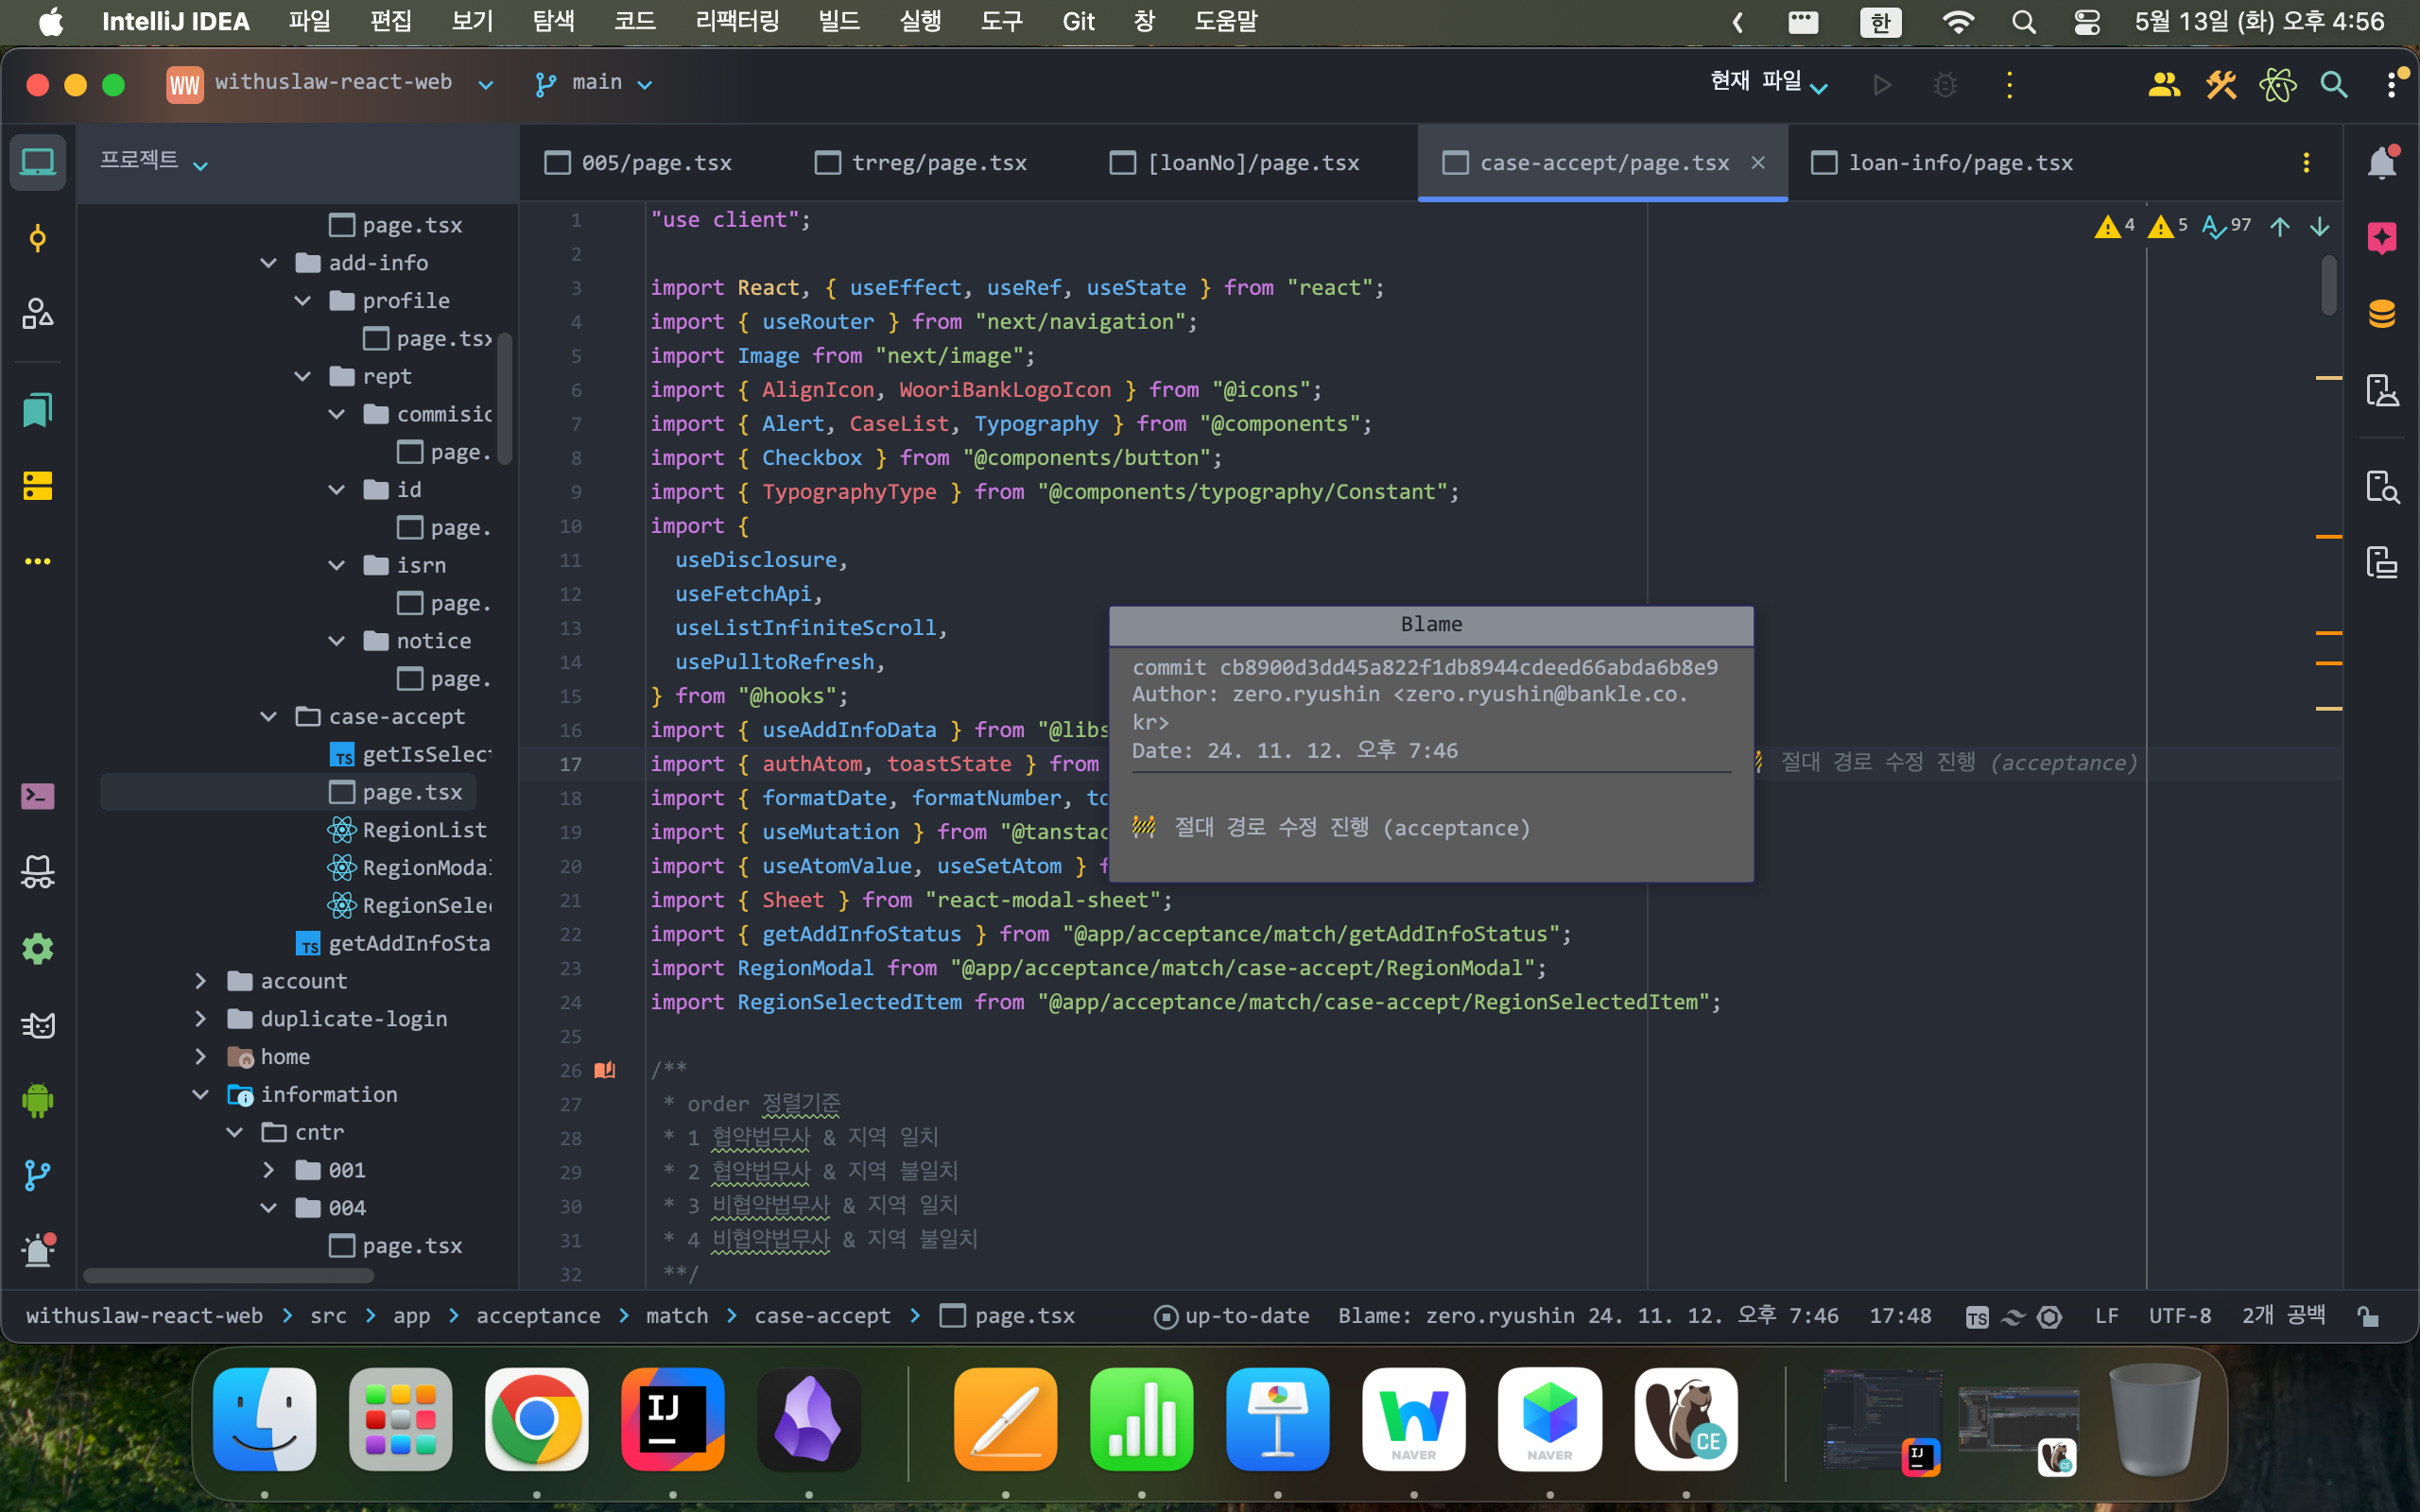 IntelliJ IDEA 파일 편집 보기 탐색 코드 리팩터링 빌드 실행 도구 Git 창 도움말 한 5월 13일 (화) 오후 4:56
WW withuslaw-react-web main 현재 파일
프로젝트
005/page.tsx trreg/page.tsx [loanNo]/page.tsx case-accept/page.tsx loan-info/page.tsx
4 5 97
page.tsx
add-info
profile
page.tsx
rept
commisic
page.
id
page.
isrn
page.
notice
page.
case-accept
TS getIsSelect
page.tsx
RegionList
RegionModal
RegionSelec
TS getAddInfoSta
account
duplicate-login
home
information
cntr
001
004
page.tsx
1 "use client";
2
3 import React, { useEffect, useRef, useState } from "react";
4 import { useRouter } from "next/navigation";
5 import Image from "next/image";
6 import { AlignIcon, WooriBankLogoIcon } from "@icons";
7 import { Alert, CaseList, Typography } from "@components";
8 import { Checkbox } from "@components/button";
9 import { TypographyType } from "@components/typography/Constant";
10 import {
11 useDisclosure,
12 useFetchApi,
13 useListInfiniteScroll,
14 usePulltoRefresh,
15 } from "@hooks";
16 import { useAddInfoData } from "@libs
17 import { authAtom, toastState } from 절대 경로 수정 진행 (acceptance)
18 import { formatDate, formatNumber, to
19 import { useMutation } from "@tanstac
20 import { useAtomValue, useSetAtom } f
21 import { Sheet } from "react-modal-sheet";
22 import { getAddInfoStatus } from "@app/acceptance/match/getAddInfoStatus";
23 import RegionModal from "@app/acceptance/match/case-accept/RegionModal";
24 import RegionSelectedItem from "@app/acceptance/match/case-accept/RegionSelectedItem";
25
26 /**
27 * order 정렬기준
28 * 1 협약법무사 & 지역 일치
29 * 2 협약법무사 & 지역 불일치
30 * 3 비협약법무사 & 지역 일치
31 * 4 비협약법무사 & 지역 불일치
32 **/
Blame
commit cb8900d3dd45a822f1db8944cdeed66abda6b8e9
Author: zero.ryushin <zero.ryushin@bankle.co.
kr>
Date: 24. 11. 12. 오후 7:46
🚧 절대 경로 수정 진행 (acceptance)
withuslaw-react-web > src > app > acceptance > match > case-accept > page.tsx up-to-date Blame: zero.ryushin 24. 11. 12. 오후 7:46 17:48 TS LF UTF-8 2개 공백
IJ NAVER NAVER CE IJ